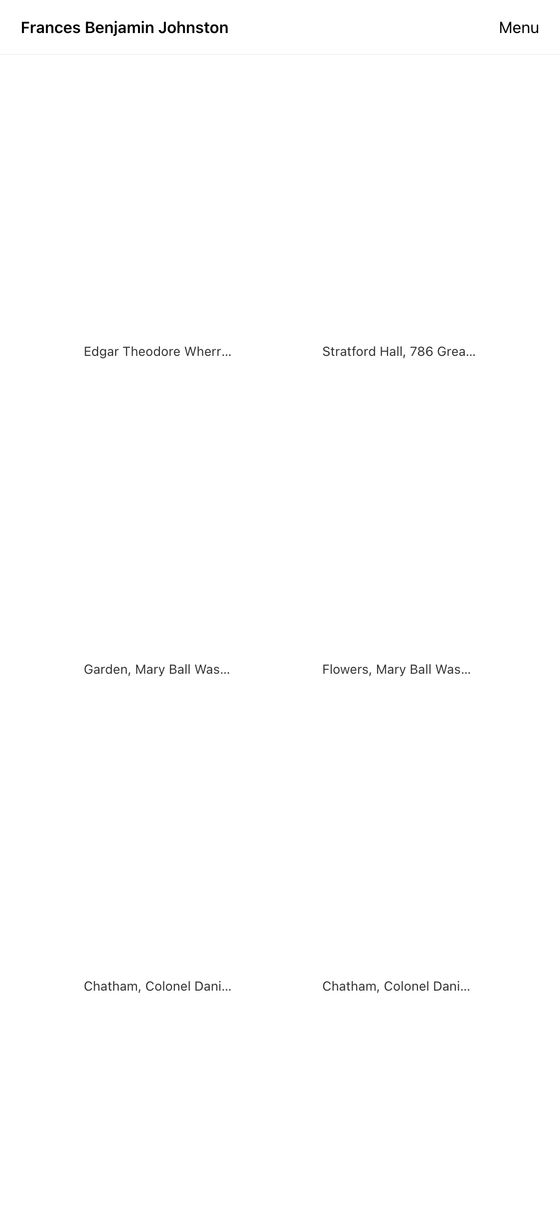 Frances Benjamin Johnston
Menu
Edgar Theodore Wherr...
Stratford Hall, 786 Grea...
Garden, Mary Ball Was...
Flowers, Mary Ball Was...
Chatham, Colonel Dani...
Chatham, Colonel Dani...